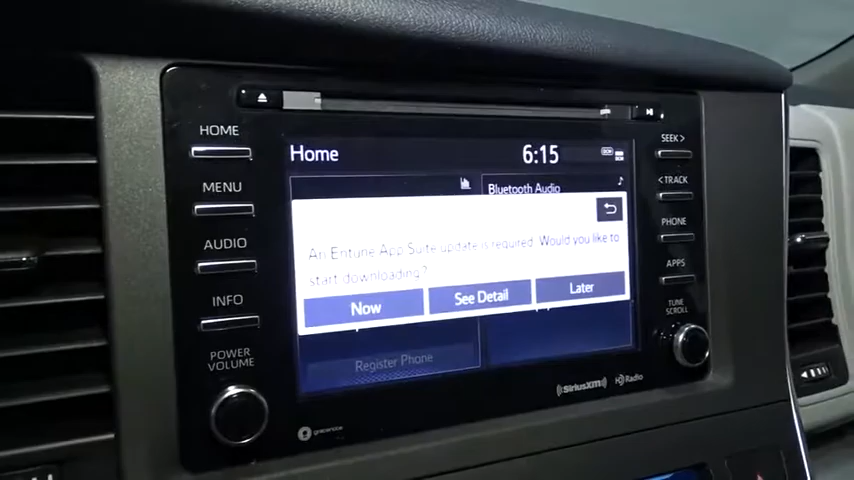 HOME
MENU
AUDIO
INFO
POWER
VOLUME
Home
6:15
DCM
Bluetooth Audio
An Entune App Suite update is required. Would you like to
start downloading?
Now
See Detail
Later
Register Phone
SEEK >
< TRACK
PHONE
APPS
TUNE
SCROLL
SiriusXM
HD Radio
gracenote